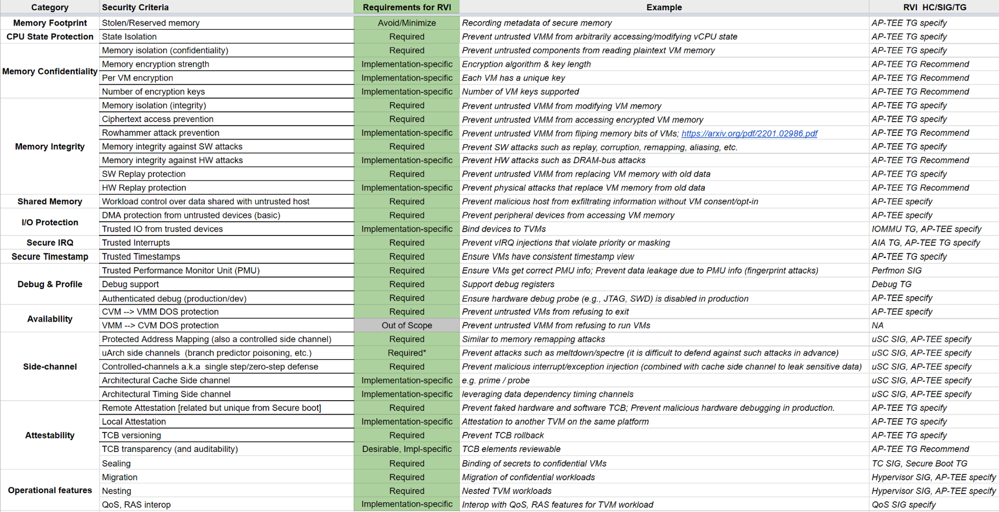 Category Security Criteria Requirements for RVI Example RVI  HC/SIG/TG
Memory Footprint Stolen/Reserved memory Avoid/Minimize Recording metadata of secure memory AP-TEE TG specify
CPU State Protection State Isolation Required Prevent untrusted VMM from arbitrarily accessing/modifying vCPU state AP-TEE TG specify
Memory Confidentiality
Memory isolation (confidentiality) Required Prevent untrusted components from reading plaintext VM memory AP-TEE TG specify
Memory encryption strength Implementation-specific Encryption algorithm & key length AP-TEE TG Recommend
Per VM encryption Implementation-specific Each VM has a unique key AP-TEE TG Recommend
Number of encryption keys Implementation-specific Number of VM keys supported AP-TEE TG Recommend
Memory Integrity
Memory isolation (integrity) Required Prevent untrusted VMM from modifying VM memory AP-TEE TG specify
Ciphertext access prevention Required Prevent untrusted VMM from accessing encrypted VM memory AP-TEE TG specify
Rowhammer attack prevention Implementation-specific Prevent untrusted VMM from fliping memory bits of VMs; https://arxiv.org/pdf/2201.02986.pdf AP-TEE TG Recommend
Memory integrity against SW attacks Required Prevent SW attacks such as replay, corruption, remapping, aliasing, etc. AP-TEE TG specify
Memory integrity against HW attacks Implementation-specific Prevent HW attacks such as DRAM-bus attacks AP-TEE TG Recommend
SW Replay protection Required Prevent untrusted VMM from replacing VM memory with old data AP-TEE TG specify
HW Replay protection Implementation-specific Prevent physical attacks that replace VM memory from old data AP-TEE TG Recommend
Shared Memory Workload control over data shared with untrusted host Required Prevent malicious host from exfiltrating information without VM consent/opt-in AP-TEE specify
I/O Protection
DMA protection from untrusted devices (basic) Required Prevent peripheral devices from accessing VM memory AP-TEE specify
Trusted IO from trusted devices Implementation-specific Bind devices to TVMs IOMMU TG, AP-TEE specify
Secure IRQ Trusted Interrupts Required Prevent vIRQ injections that violate priority or masking AIA TG, AP-TEE TG specify
Secure Timestamp Trusted Timestamps Required Ensure VMs have consistent timestamp view AP-TEE TG specify
Debug & Profile
Trusted Performance Monitor Unit (PMU) Required Ensure VMs get correct PMU info; Prevent data leakage due to PMU info (fingerprint attacks) Perfmon SIG
Debug support Required Support debug registers Debug TG
Authenticated debug (production/dev) Required Ensure hardware debug probe (e.g., JTAG, SWD) is disabled in production AP-TEE specify
Availability
CVM --> VMM DOS protection Required Prevent untrusted VMs from refusing to exit AP-TEE specify
VMM --> CVM DOS protection Out of Scope Prevent untrusted VMM from refusing to run VMs NA
Side-channel
Protected Address Mapping (also a controlled side channel) Required Similar to memory remapping attacks uSC SIG, AP-TEE specify
uArch side channels  (branch predictor poisoning, etc.) Required* Prevent attacks such as meltdown/spectre (it is difficult to defend against such attacks in advance) uSC SIG, AP-TEE specify
Controlled-channels a.k.a  single step/zero-step defense Required Prevent malicious interrupt/exception injection (combined with cache side channel to leak sensitive data) uSC SIG, AP-TEE specify
Architectural Cache Side channel Implementation-specific e.g. prime / probe uSC SIG, AP-TEE specify
Architectural Timing Side channel Implementation-specific leveraging data dependency timing channels uSC SIG, AP-TEE specify
Attestability
Remote Attestation [related but unique from Secure boot] Required Prevent faked hardware and software TCB; Prevent malicious hardware debugging in production. AP-TEE TG specify
Local Attestation Implementation-specific Attestation to another TVM on the same platform AP-TEE TG specify
TCB versioning Required Prevent TCB rollback AP-TEE TG specify
TCB transparency (and auditability) Desirable, Impl-specific TCB elements reviewable AP-TEE TG Recommend
Sealing Required Binding of secrets to confidential VMs TC SIG, Secure Boot TG
Operational features
Migration Required Migration of confidential workloads Hypervisor SIG, AP-TEE specify
Nesting Required Nested TVM workloads Hypervisor SIG, AP-TEE specify
QoS, RAS interop Implementation-specific Interop with QoS, RAS features for TVM workload QoS SIG specify